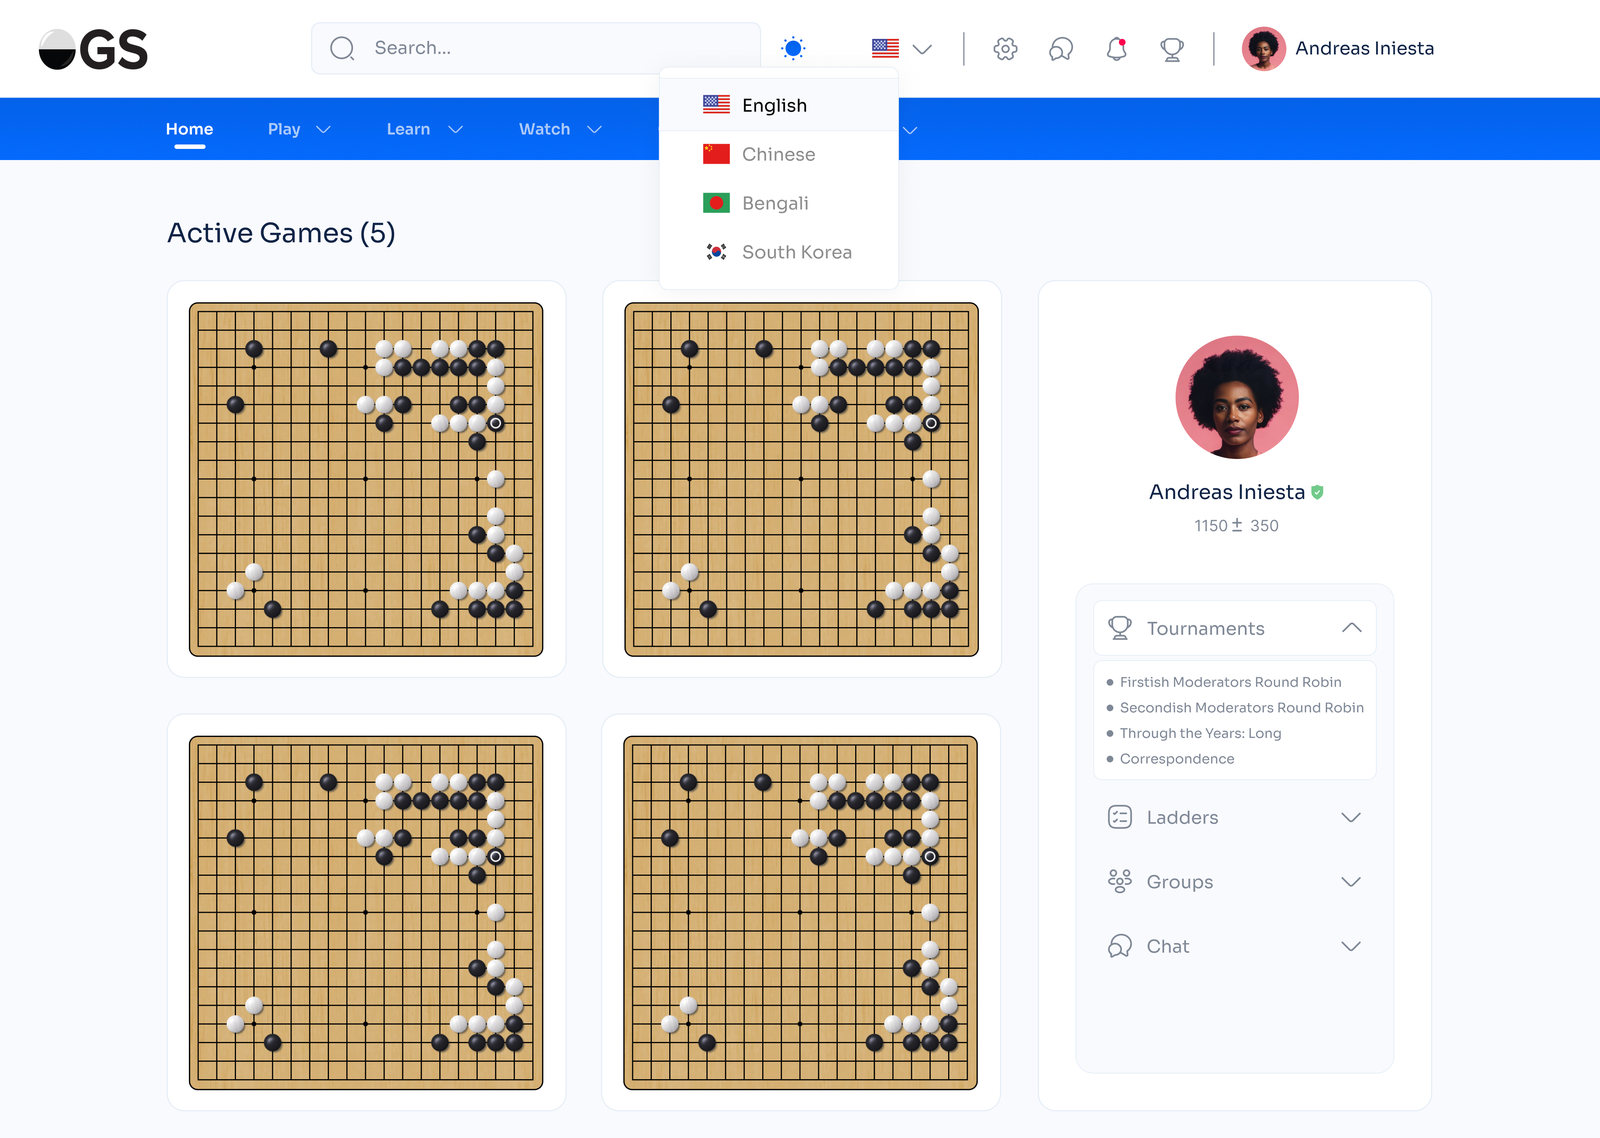 GS
Search...
Andreas Iniesta
English
Chinese
Bengali
South Korea
Home
Play
Learn
Watch
Active Games (5)
Andreas Iniesta
1150 ± 350
Tournaments
Firstish Moderators Round Robin
Secondish Moderators Round Robin
Through the Years: Long
Correspondence
Ladders
Groups
Chat